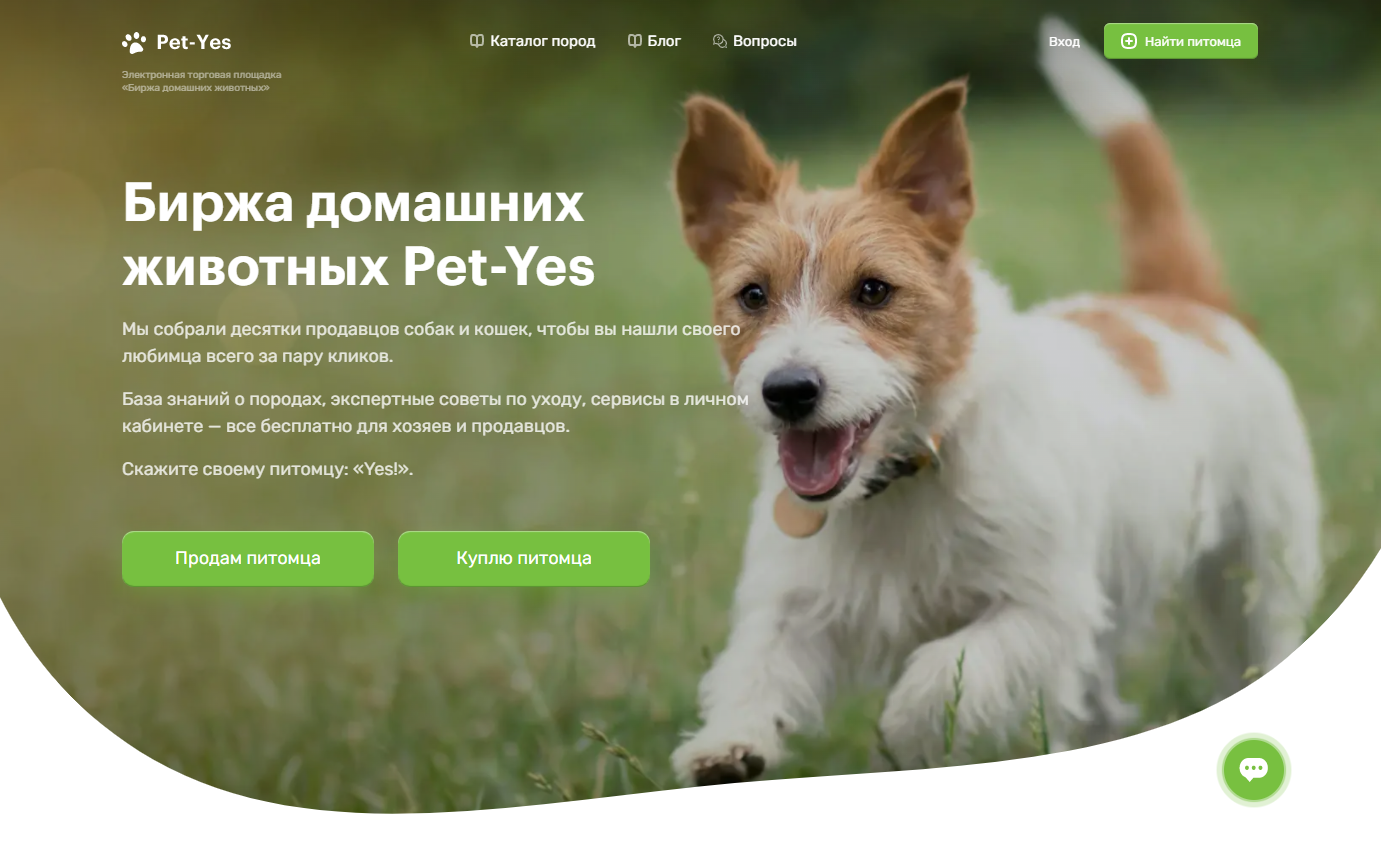 Pet-Yes
Каталог пород
Блог
Вопросы
Вход
Найти питомца
Электронная торговая площадка
«Биржа домашних животных»
Биржа домашних
животных Pet-Yes
Мы собрали десятки продавцов собак и кошек, чтобы вы нашли своего
любимца всего за пару кликов.
База знаний о породах, экспертные советы по уходу, сервисы в личном
кабинете — все бесплатно для хозяев и продавцов.
Скажите своему питомцу: «Yes!».
Продам питомца
Куплю питомца